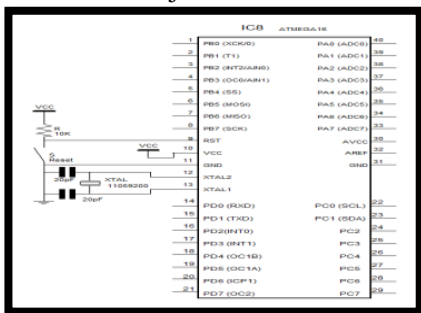 IC8 ATMEGA16
1 PB0 (XCK/0) PA0 (ADC0) 40
2 PB1 (T1) PA1 (ADC1) 39
3 PB2 (INT2/AIN0) PA2 (ADC2) 38
4 PB3 (OC0/AIN1) PA3 (ADC3) 37
5 PB4 (SS) PA4 (ADC4) 36
6 PB5 (MOSI) PA5 (ADC5) 35
7 PB6 (MISO) PA6 (ADC6) 34
8 PB7 (SCK) PA7 (ADC7) 33
VCC
R
10K
9 RST AVCC 30
VCC 10 VCC AREF 32
S
Reset
11 GND GND 31
20pF
12 XTAL2
XTAL
11059200
13 XTAL1
20pF
14 PD0 (RXD) PC0 (SCL) 22
15 PD1 (TXD) PC1 (SDA) 23
16 PD2(INT0) PC2 24
17 PD3 (INT1) PC3 25
18 PD4 (OC1B) PC4 26
19 PD5 (OC1A) PC5 27
20 PD6 (ICP1) PC6 28
21 PD7 (OC2) PC7 29